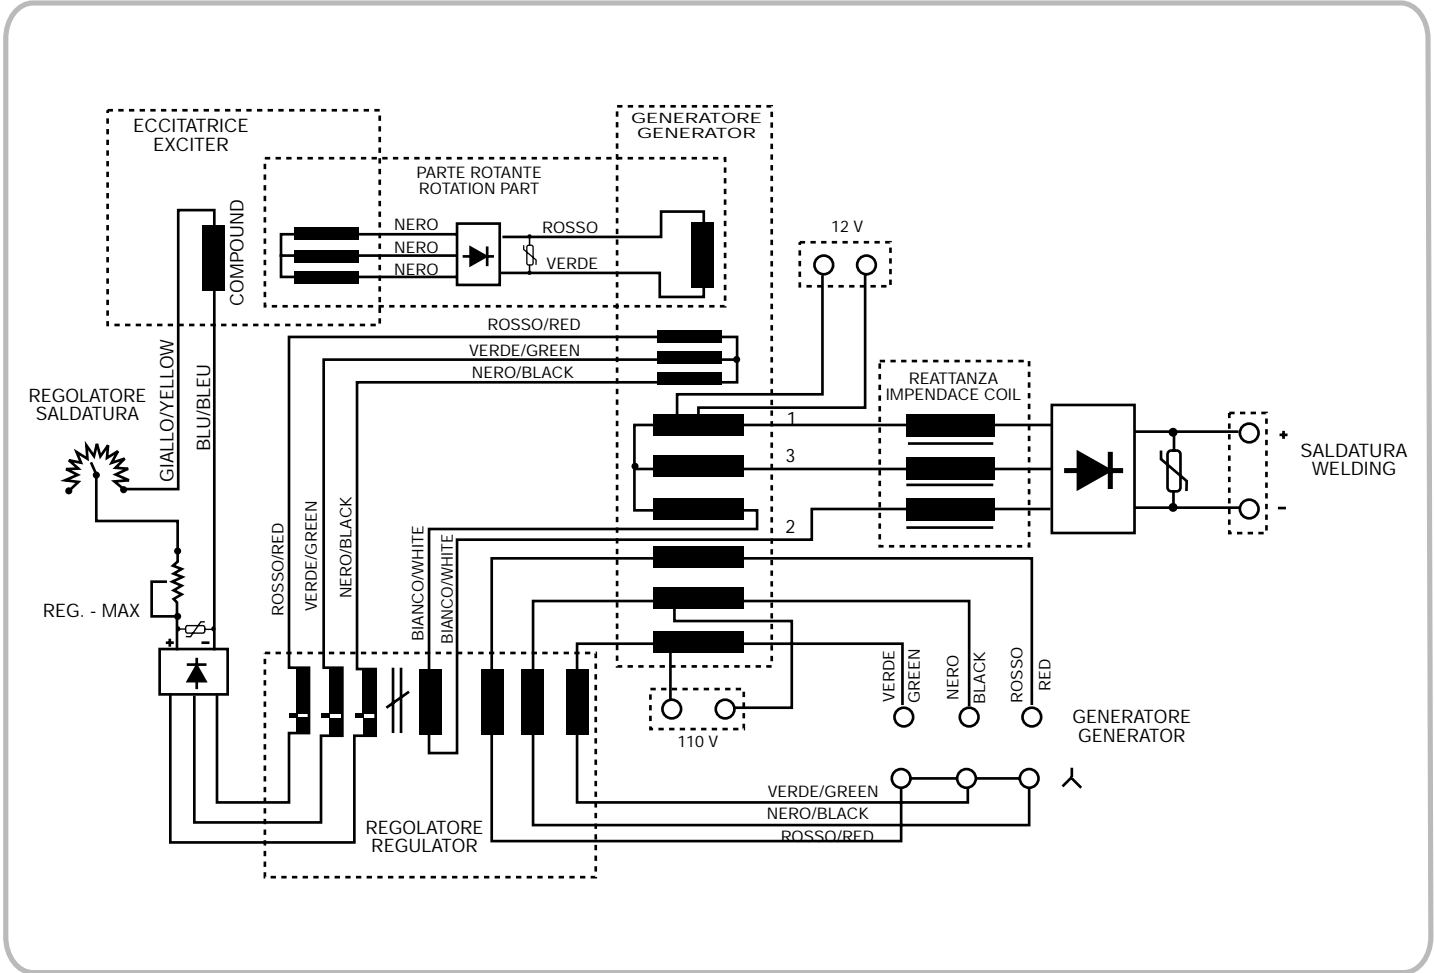 ECCITATRICE
EXCITER
GENERATORE
GENERATOR
PARTE ROTANTE
ROTATION PART
COMPOUND
NERO
NERO
NERO
ROSSO
VERDE
12 V
ROSSO/RED
VERDE/GREEN
NERO/BLACK
REGOLATORE
SALDATURA
GIALLO/YELLOW
BLU/BLEU
REATTANZA
IMPENDACE COIL
1
3
2
+
-
SALDATURA
WELDING
ROSSO/RED
VERDE/GREEN
NERO/BLACK
BIANCO/WHITE
BIANCO/WHITE
REG. - MAX
+ -
VERDE
GREEN
NERO
BLACK
ROSSO
RED
110 V
GENERATORE
GENERATOR
VERDE/GREEN
NERO/BLACK
ROSSO/RED
REGOLATORE
REGULATOR